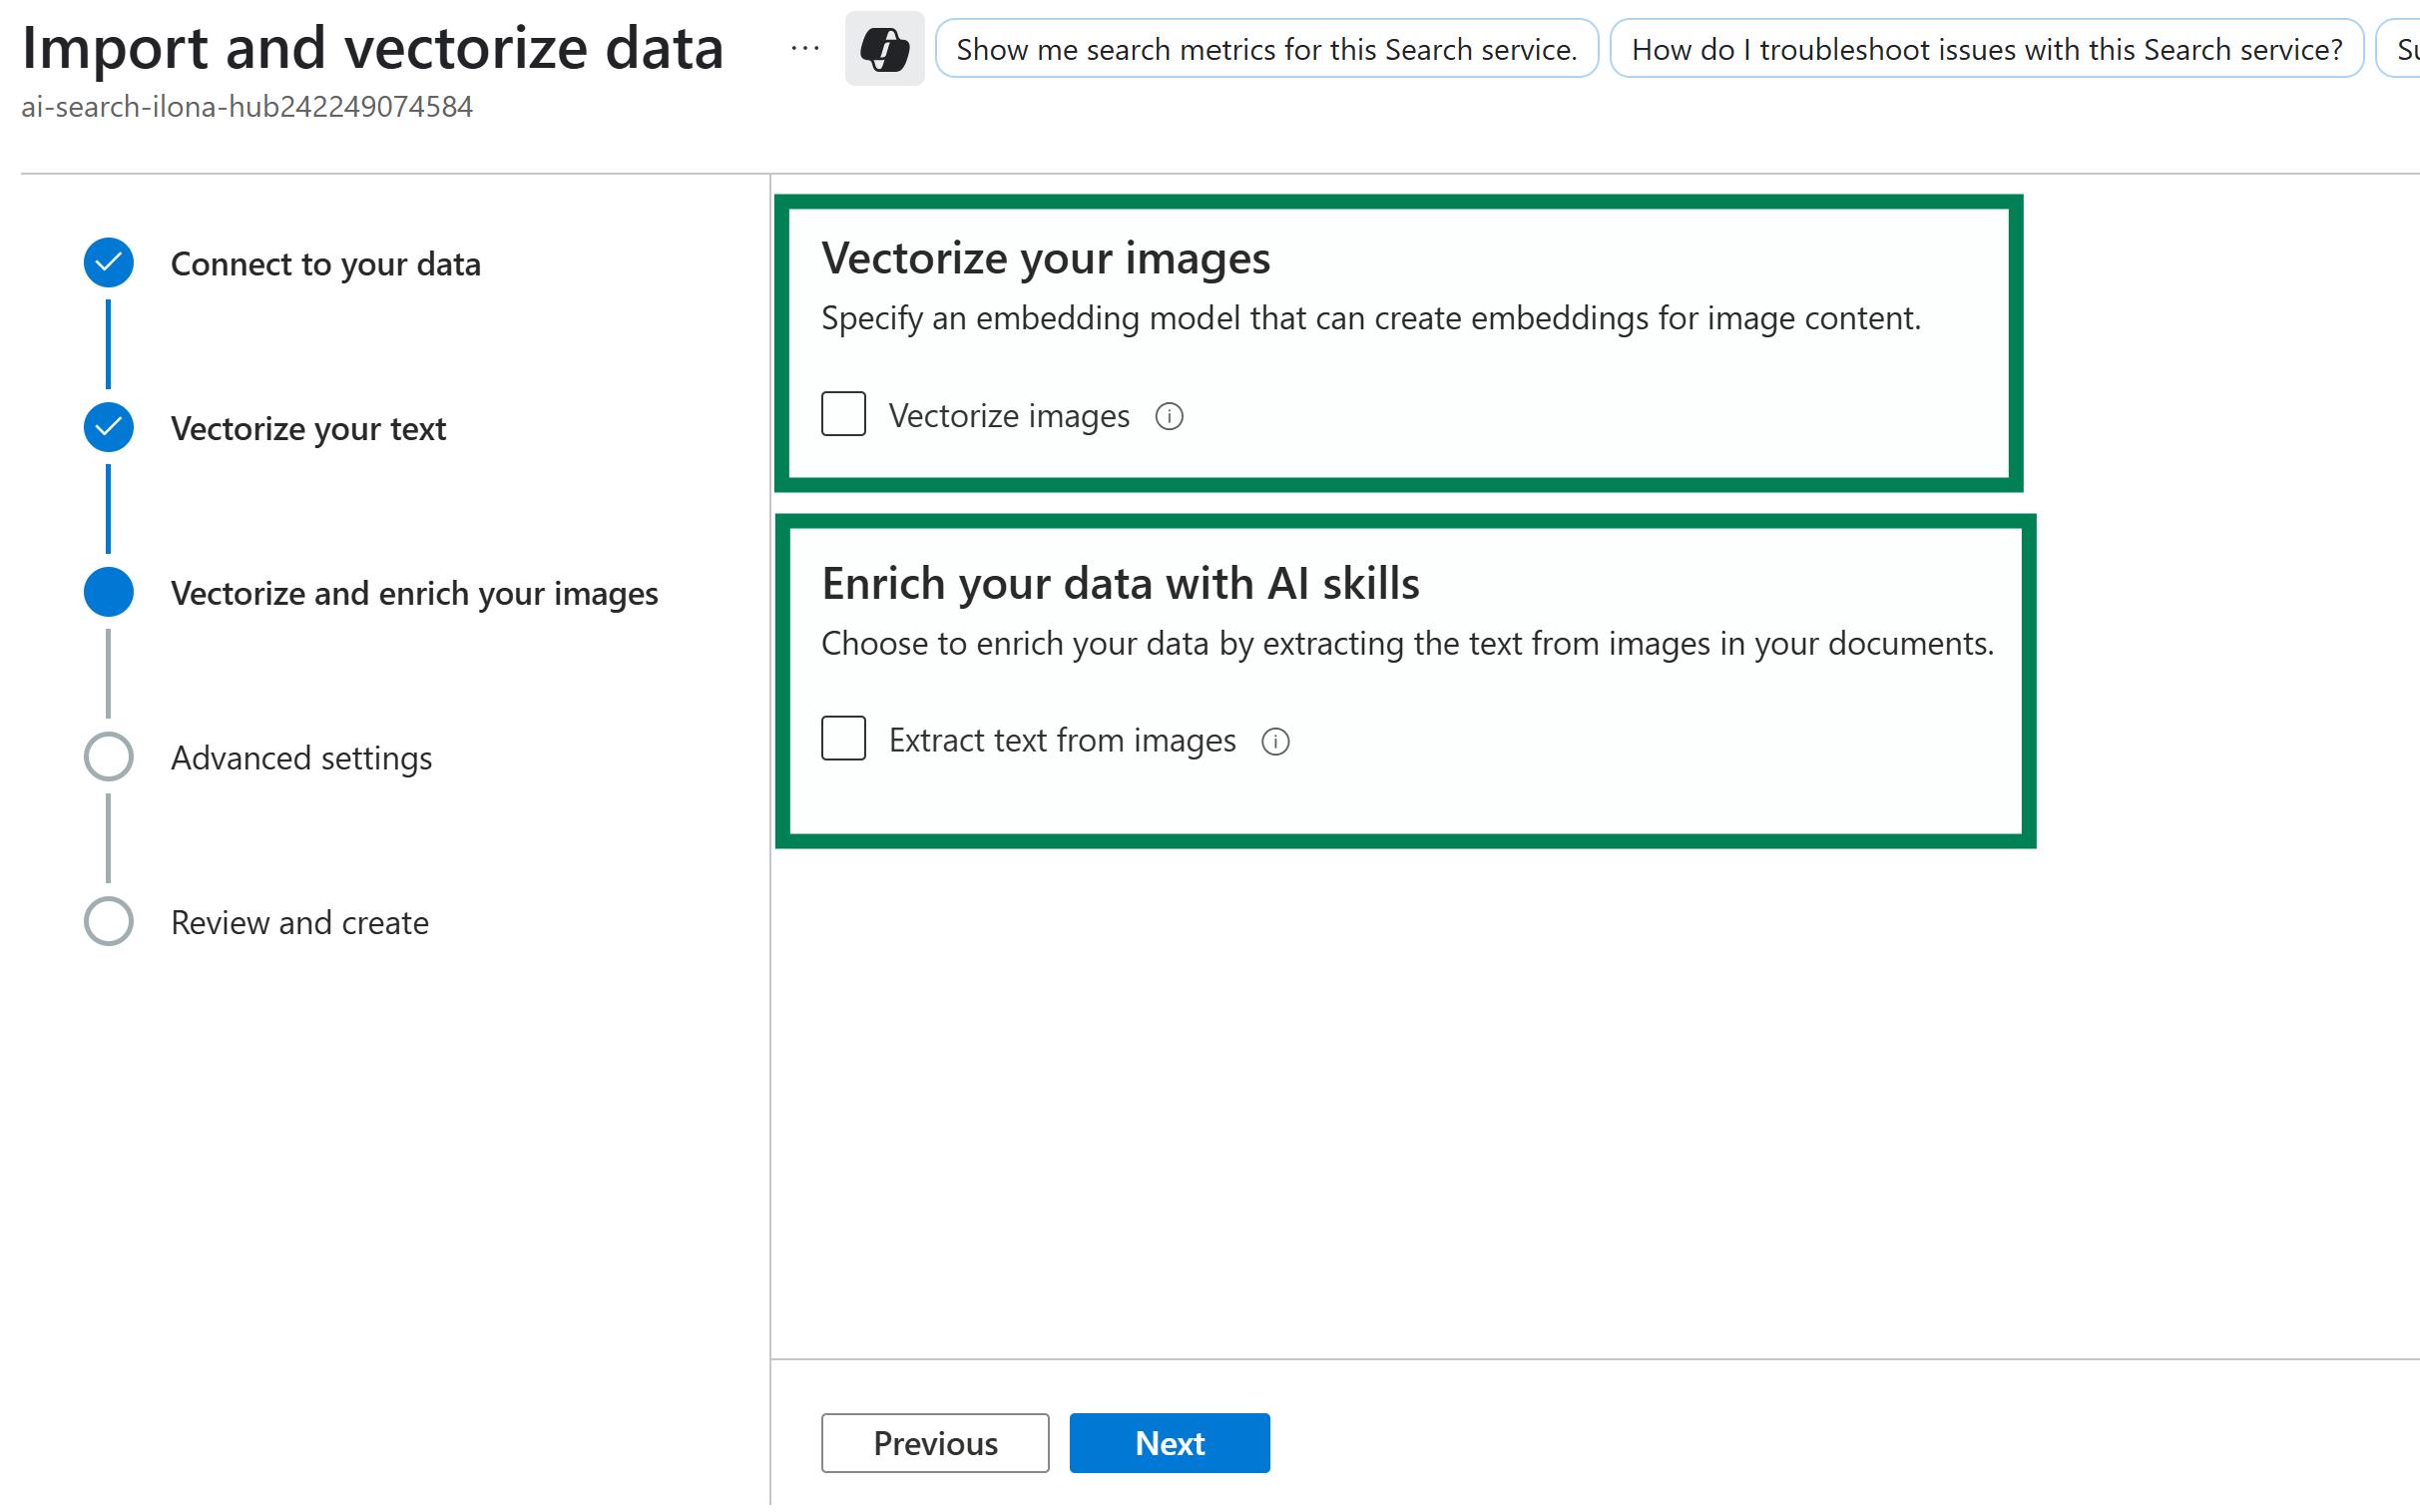 Import and vectorize data
...
Show me search metrics for this Search service.
How do I troubleshoot issues with this Search service?
ai-search-ilona-hub242249074584
Connect to your data
Vectorize your text
Vectorize and enrich your images
Advanced settings
Review and create
Vectorize your images
Specify an embedding model that can create embeddings for image content.
Vectorize images
Enrich your data with AI skills
Choose to enrich your data by extracting the text from images in your documents.
Extract text from images
Previous
Next